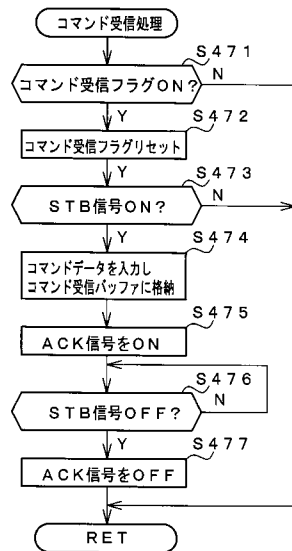 コマンド受信処理
S471
コマンド受信フラグON?
N
Y
S472
コマンド受信フラグリセット
S473
STB信号ON?
N
Y
S474
コマンドデータを入力し
コマンド受信バッファに格納
S475
ACK信号をON
S476
STB信号OFF?
N
Y
S477
ACK信号をOFF
RET